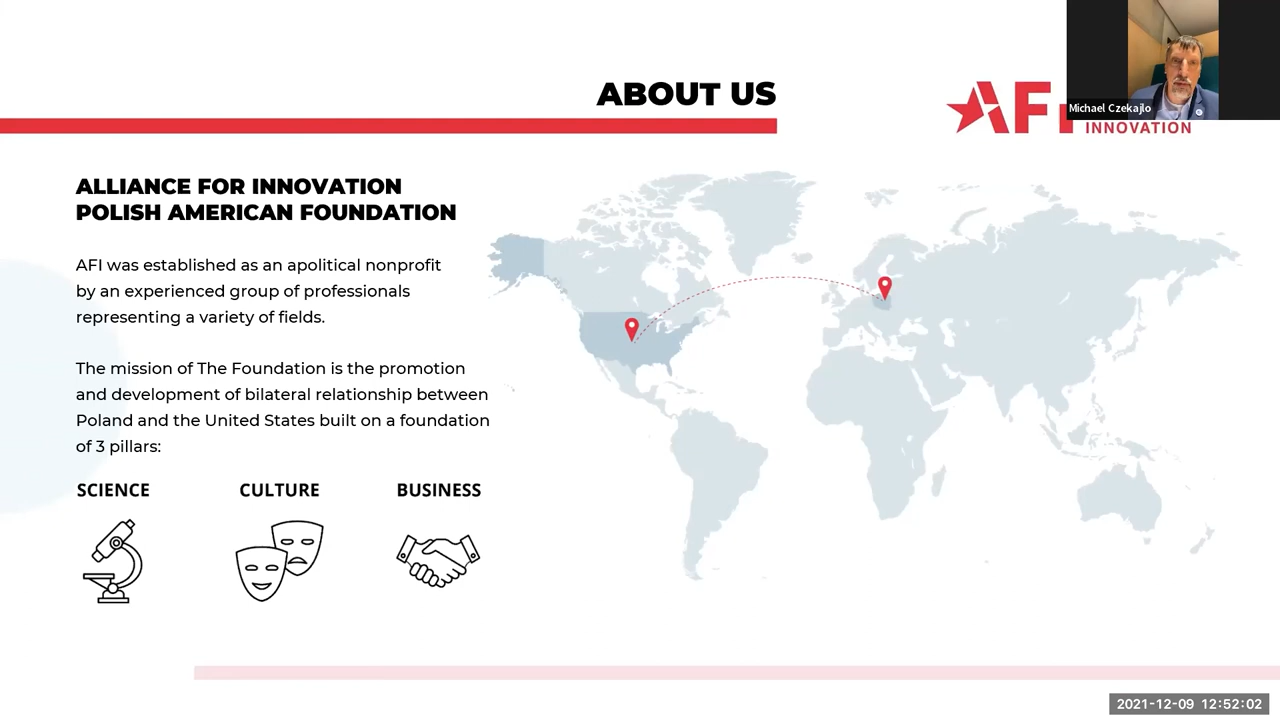 ABOUT US
AF
INNOVATION
Michael Czekajlo
ALLIANCE FOR INNOVATION
POLISH AMERICAN FOUNDATION
AFI was established as an apolitical nonprofit
by an experienced group of professionals
representing a variety of fields.
The mission of The Foundation is the promotion
and development of bilateral relationship between
Poland and the United States built on a foundation
of 3 pillars:
SCIENCE
CULTURE
BUSINESS
2021-12-09 12:52:02